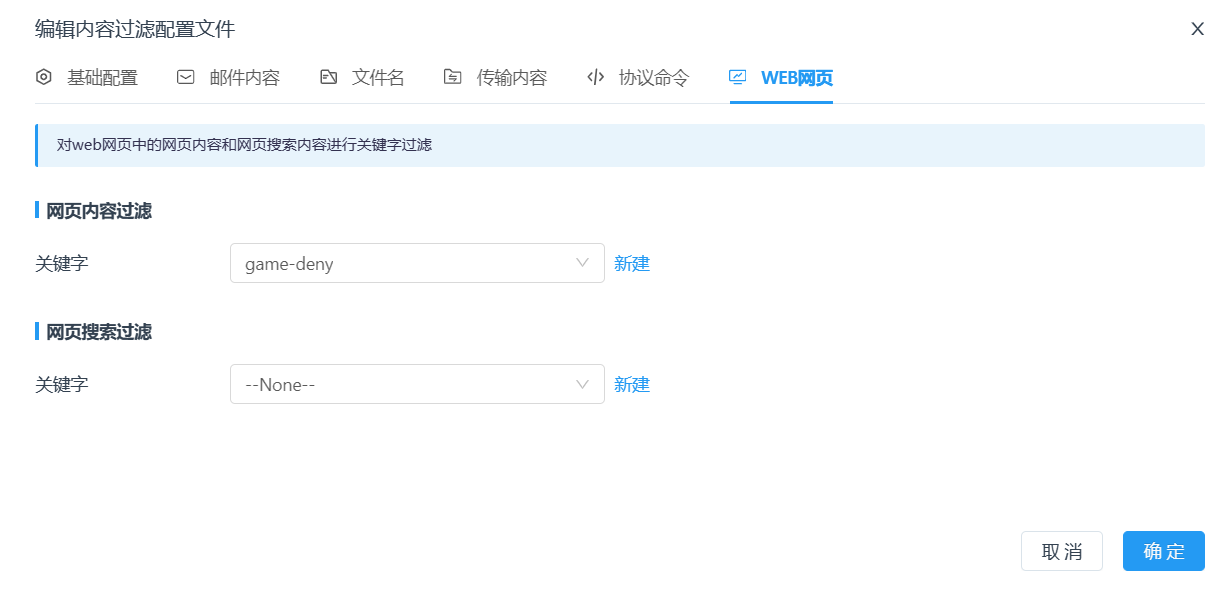 编辑内容过滤配置文件 X
基础配置 邮件内容 文件名 传输内容 协议命令 WEB网页
对web网页中的网页内容和网页搜索内容进行关键字过滤
网页内容过滤
关键字 game-deny 新建
网页搜索过滤
关键字 --None-- 新建
取 消 确 定